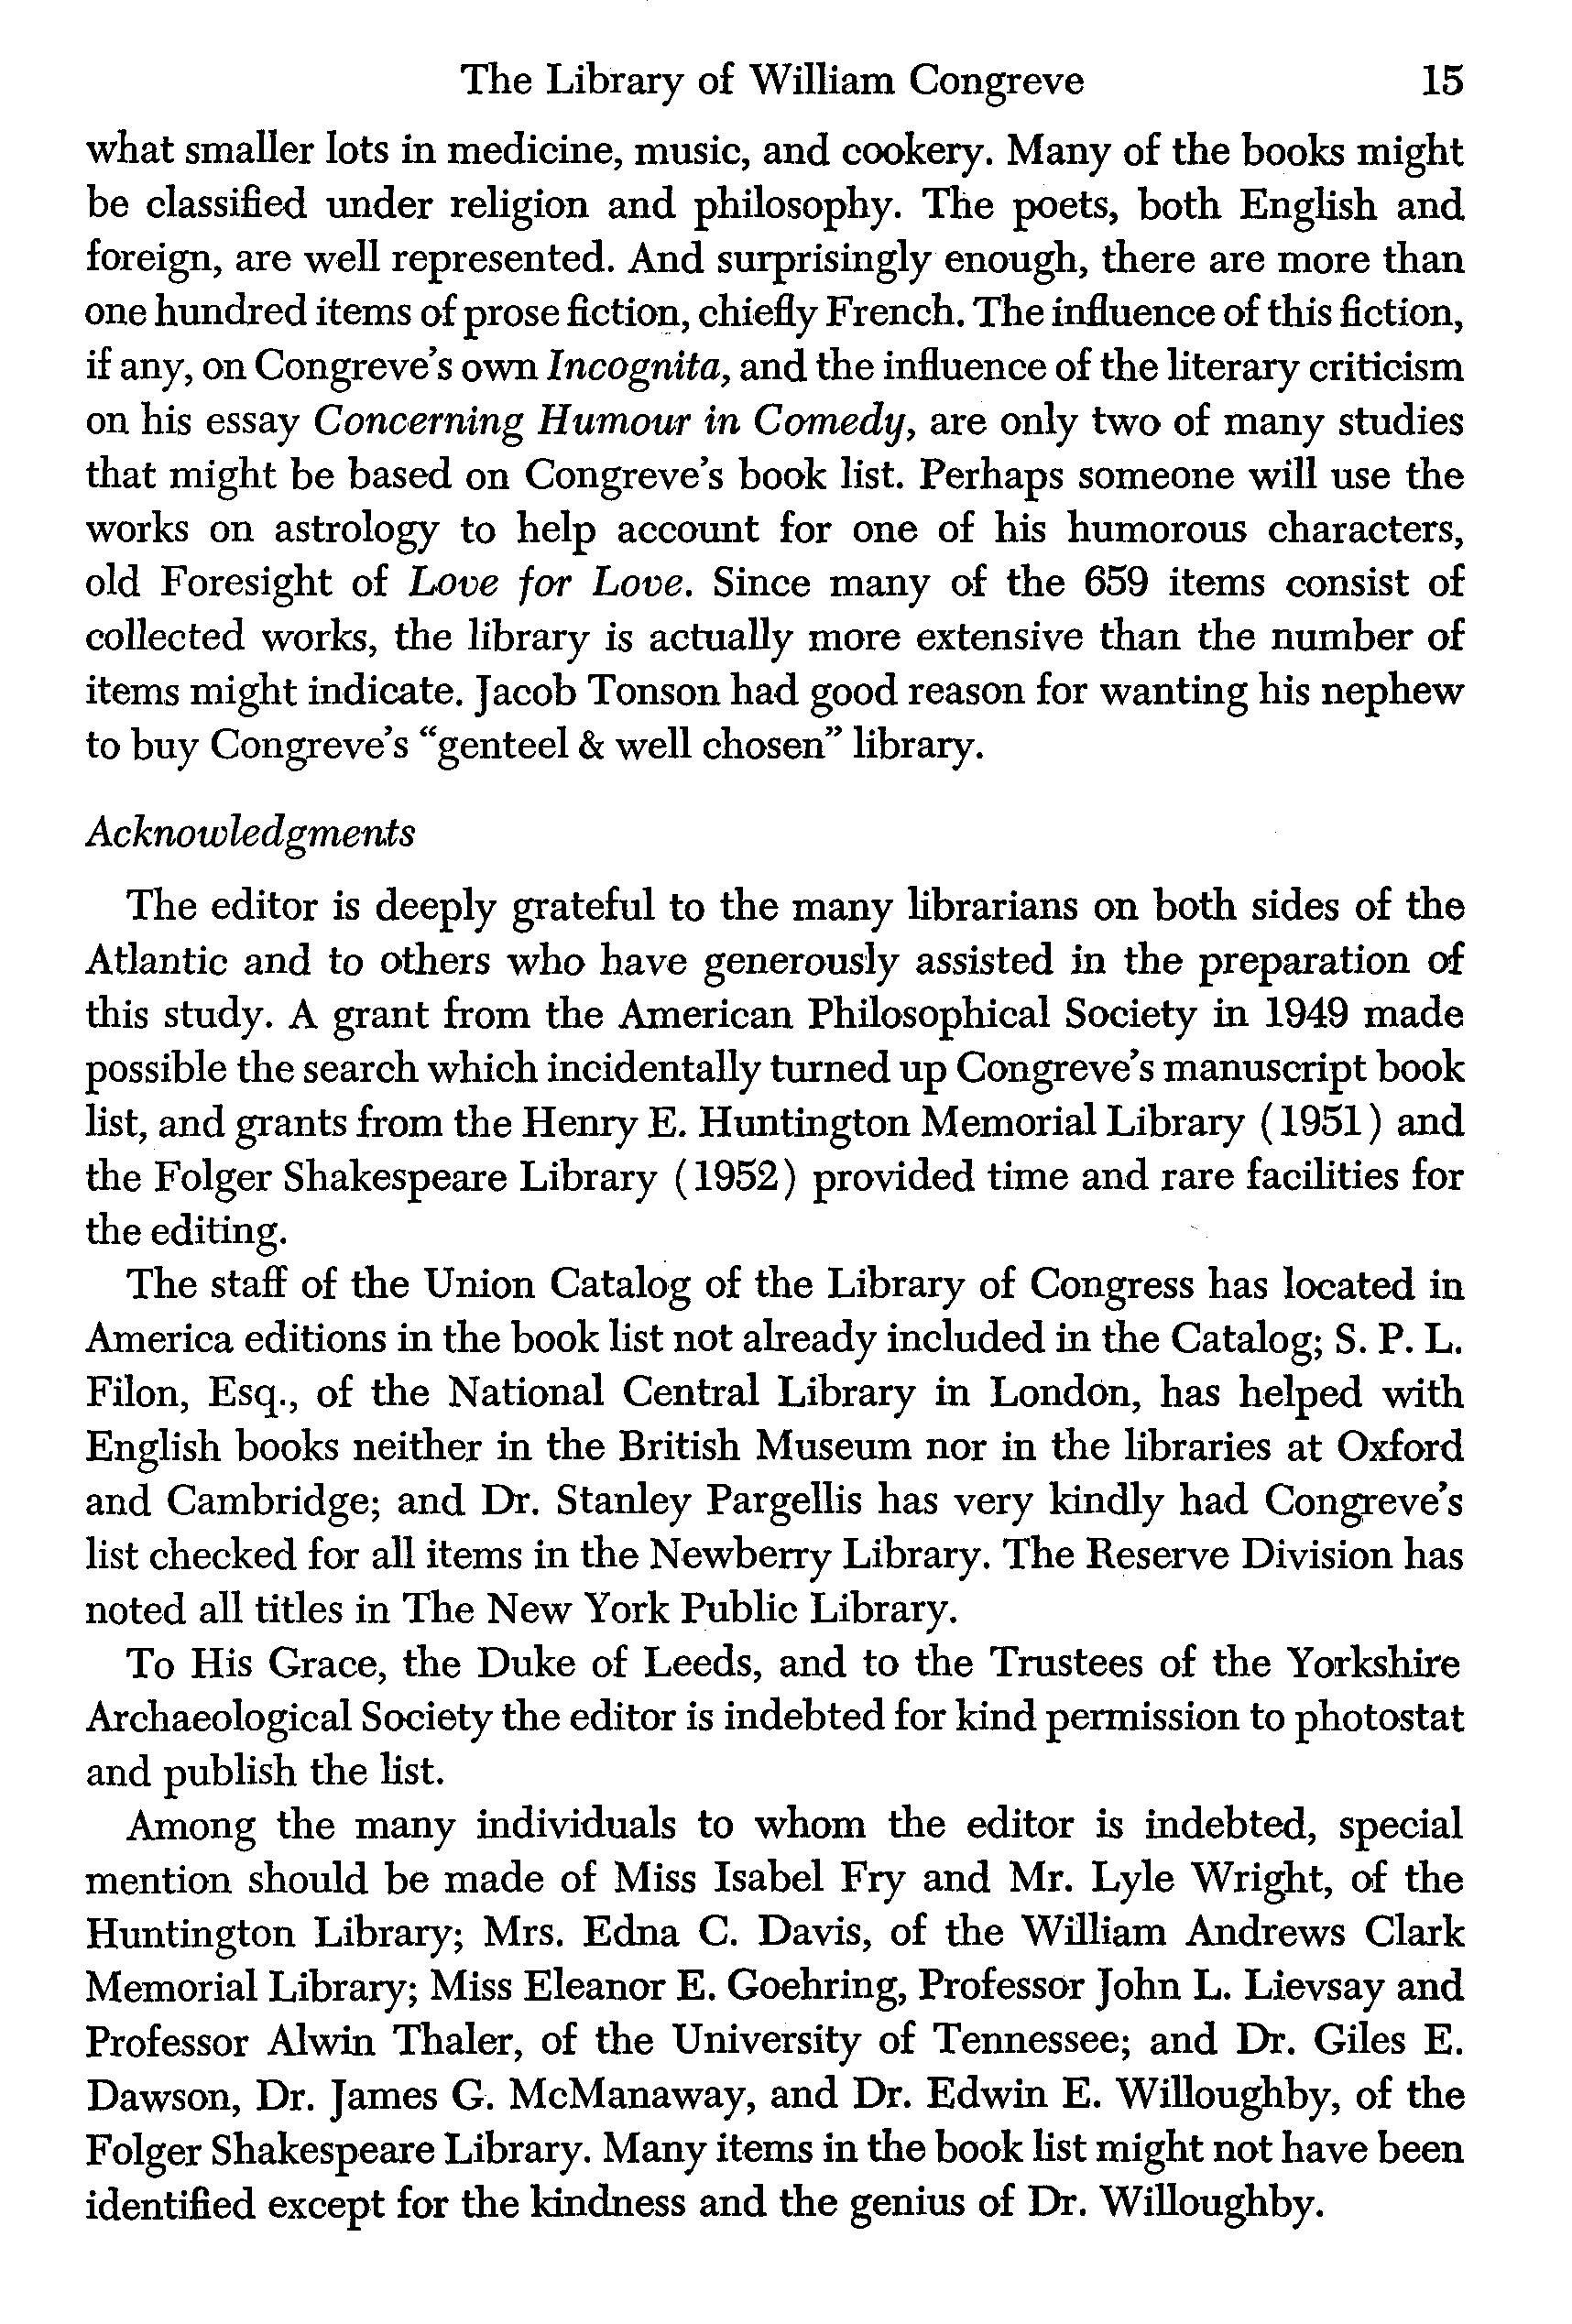 The Library of William Congreve 15
what smaller lots in medicine, music, and cookery. Many of the books might
be classified under religion and philosophy. The poets, both English and
foreign, are well represented. And surprisingly enough, there are more than
one hundred items of prose fiction, chiefly French. The influence of this fiction,
if any, on Congreve's own Incognita, and the influence of the literary criticism
on his essay Concerning Humour in Comedy, are only two of many studies
that might be based on Congreve's book list. Perhaps someone will use the
works on astrology to help account for one of his humorous characters,
old Foresight of Love for Love. Since many of the 659 items consist of
collected works, the library is actually more extensive than the number of
items might indicate. Jacob Tonson had good reason for wanting his nephew
to buy Congreve's “genteel & well chosen” library.
Acknowledgments
The editor is deeply grateful to the many librarians on both sides of the
Atlantic and to others who have generously assisted in the preparation of
this study. A grant from the American Philosophical Society in 1949 made
possible the search which incidentally turned up Congreve's manuscript book
list, and grants from the Henry E. Huntington Memorial Library (1951) and
the Folger Shakespeare Library (1952) provided time and rare facilities for
the editing.
The staff of the Union Catalog of the Library of Congress has located in
America editions in the book list not already included in the Catalog; S. P. L.
Filon, Esq., of the National Central Library in London, has helped with
English books neither in the British Museum nor in the libraries at Oxford
and Cambridge; and Dr. Stanley Pargellis has very kindly had Congreve's
list checked for all items in the Newberry Library. The Reserve Division has
noted all titles in The New York Public Library.
To His Grace, the Duke of Leeds, and to the Trustees of the Yorkshire
Archaeological Society the editor is indebted for kind permission to photostat
and publish the list.
Among the many individuals to whom the editor is indebted, special
mention should be made of Miss Isabel Fry and Mr. Lyle Wright, of the
Huntington Library; Mrs. Edna C. Davis, of the William Andrews Clark
Memorial Library; Miss Eleanor E. Goehring, Professor John L. Lievsay and
Professor Alwin Thaler, of the University of Tennessee; and Dr. Giles E.
Dawson, Dr. James G. McManaway, and Dr. Edwin E. Willoughby, of the
Folger Shakespeare Library. Many items in the book list might not have been
identified except for the kindness and the genius of Dr. Willoughby.